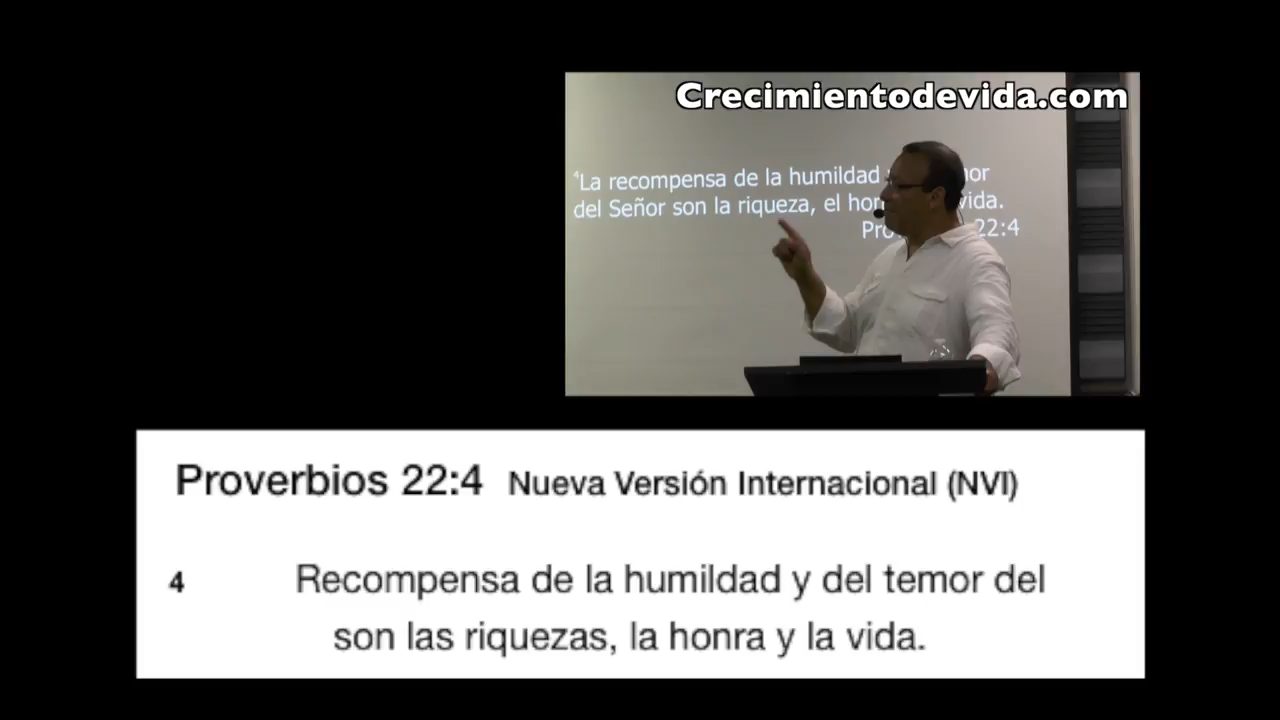 Crecimientodevida.com
⁴La recompensa de la humildad
del Señor son la riqueza, el vida.
22:4
Proverbios 22:4 Nueva Versión Internacional (NVI)
4 Recompensa de la humildad y del temor del
son las riquezas, la honra y la vida.